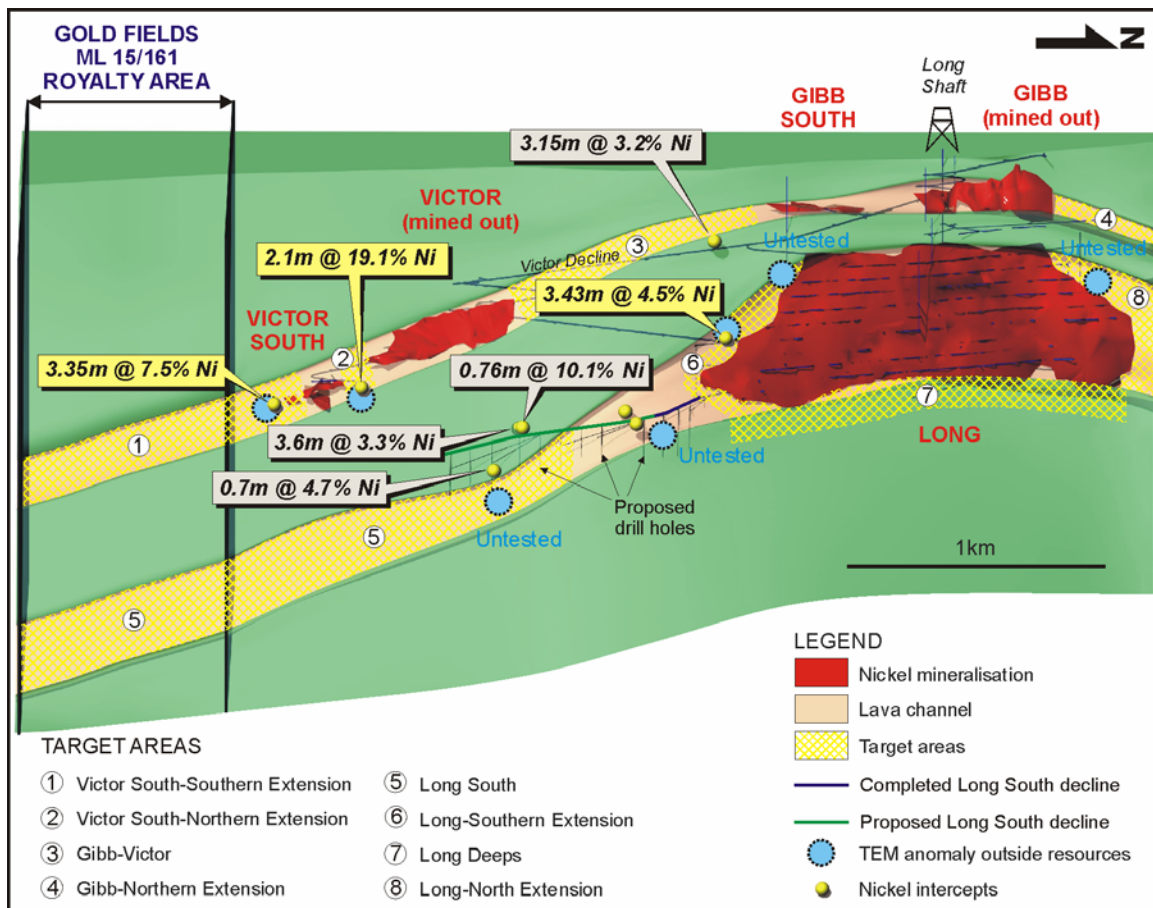 GOLD FIELDS
ML 15/161
ROYALTY AREA
N
Long
Shaft
GIBB
SOUTH
GIBB
(mined out)
3.15m @ 3.2% Ni
VICTOR
(mined out)
2.1m @ 19.1% Ni
3
4
Untested
Untested
Victor Decline
3.43m @ 4.5% Ni
8
VICTOR
SOUTH
2
3.35m @ 7.5% Ni
0.76m @ 10.1% Ni
6
7
1
3.6m @ 3.3% Ni
LONG
Untested
0.7m @ 4.7% Ni
Proposed
drill holes
5
Untested
1km
5
LEGEND
Nickel mineralisation
Lava channel
Target areas
Completed Long South decline
Proposed Long South decline
TEM anomaly outside resources
Nickel intercepts
TARGET AREAS
1 Victor South-Southern Extension
2 Victor South-Northern Extension
3 Gibb-Victor
4 Gibb-Northern Extension
5 Long South
6 Long-Southern Extension
7 Long Deeps
8 Long-North Extension